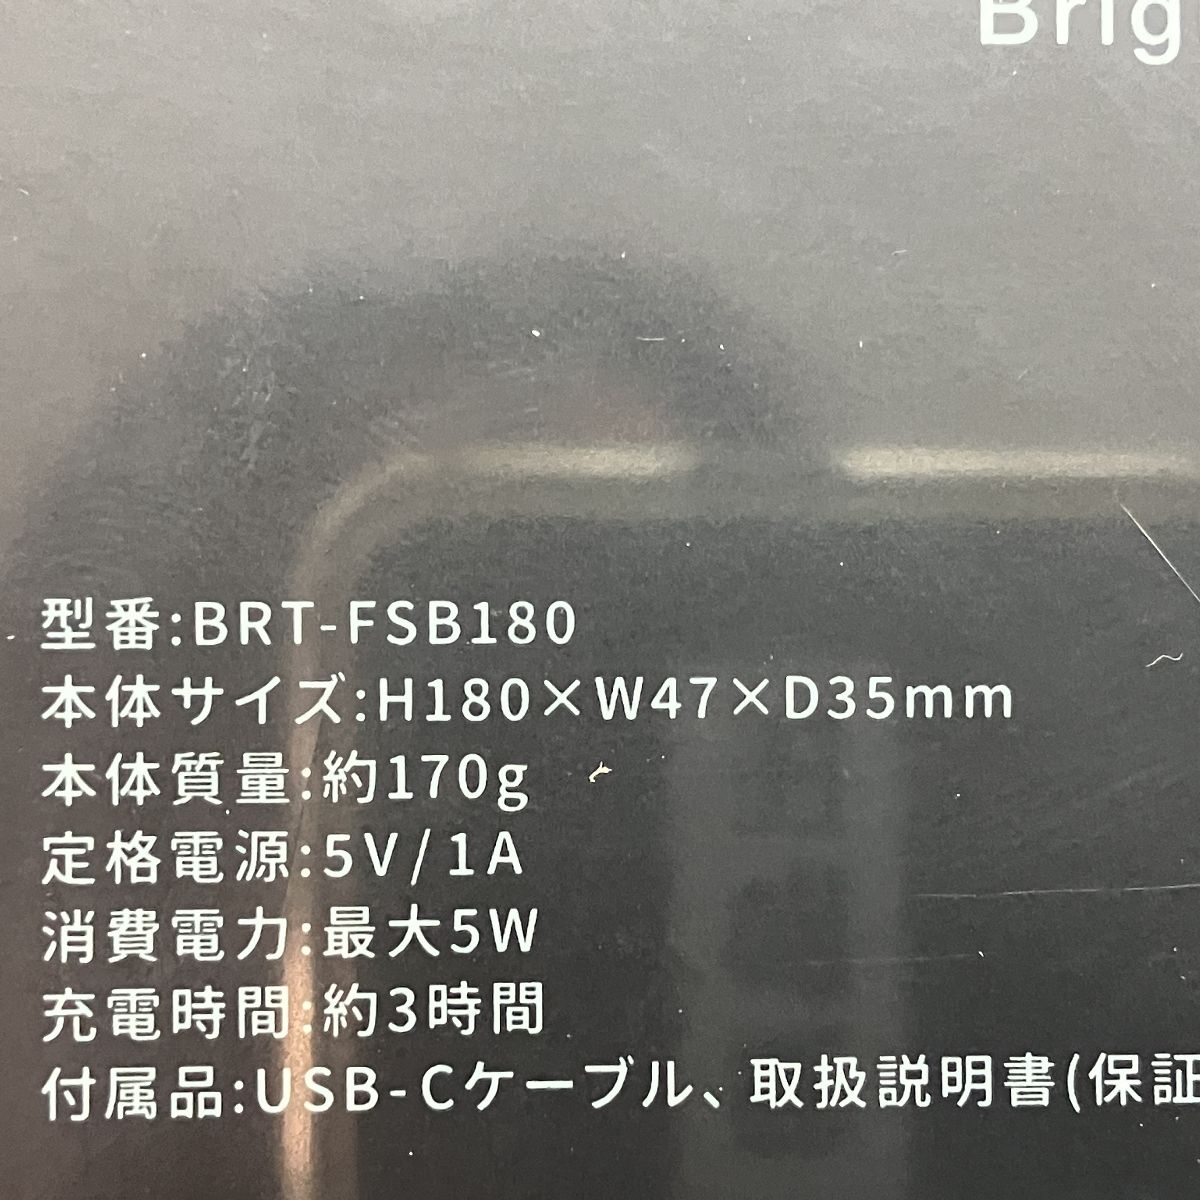 Brig
型番:BRT-FSB180
本体サイズ:H180×W47×D35mm
本体質量:約170g
定格電源:5V/1A
消費電力:最大5W
充電時間:約3時間
付属品:USB-Cケーブル、取扱説明書(保証